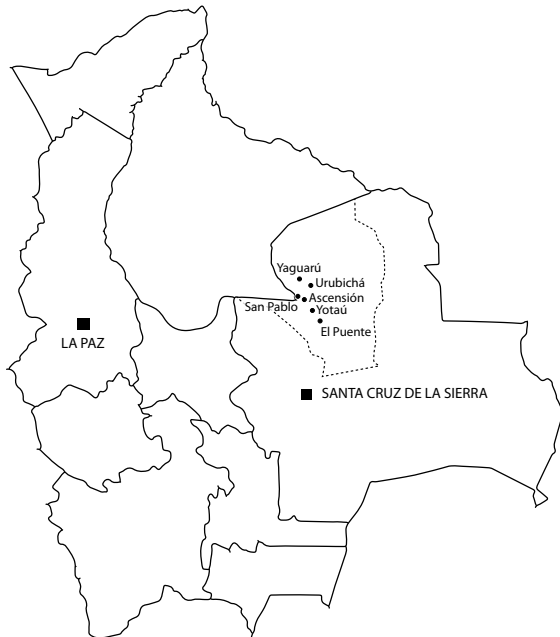 Yaguarú
Urubichá
Ascensión
San Pablo
Yotaú
El Puente
LA PAZ
SANTA CRUZ DE LA SIERRA